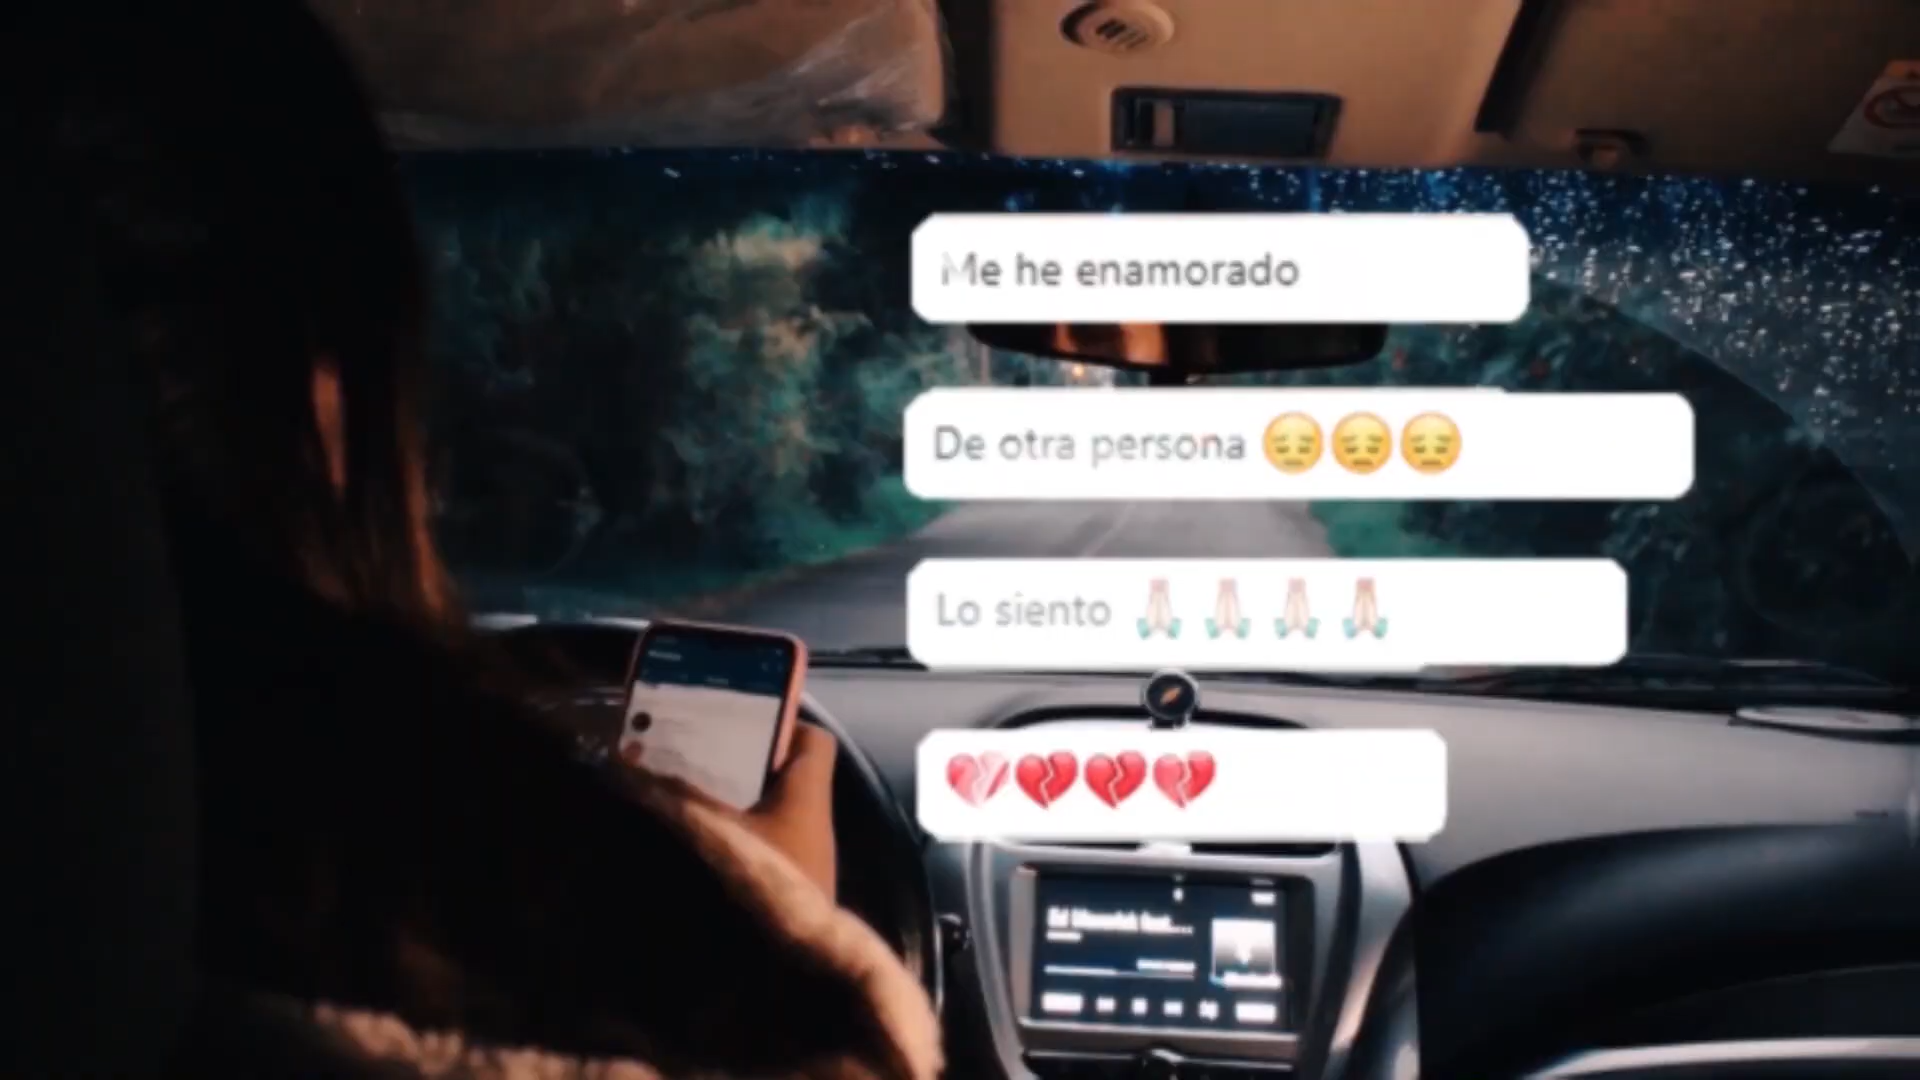 Me he enamorado
De otra persona 😔😔😔
Lo siento 🙏🏻🙏🏻🙏🏻🙏🏻
💔💔💔💔